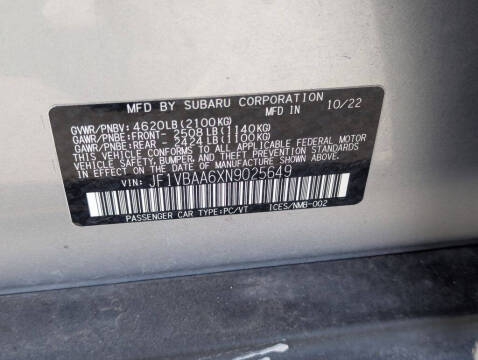 MFD BY SUBARU CORPORATION 10/22
MFD IN
GVWR/PNBV: 4620LB(2100KG)
GAWR/PNBE:FRONT- 2508LB(1140KG)
GAWR/PNBE:REAR - 2424LB(1100KG)
THIS VEHICLE CONFORMS TO ALL APPLICABLE FEDERAL MOTOR
VEHICLE SAFETY, BUMPER, AND THEFT PREVENTION STANDARDS
IN EFFECT ON THE DATE OF MANUFACTURE SHOWN ABOVE.
VIN: JF1VBAA6XN9025649
PASSENGER CAR TYPE:PC/VT ICES/NMB-002